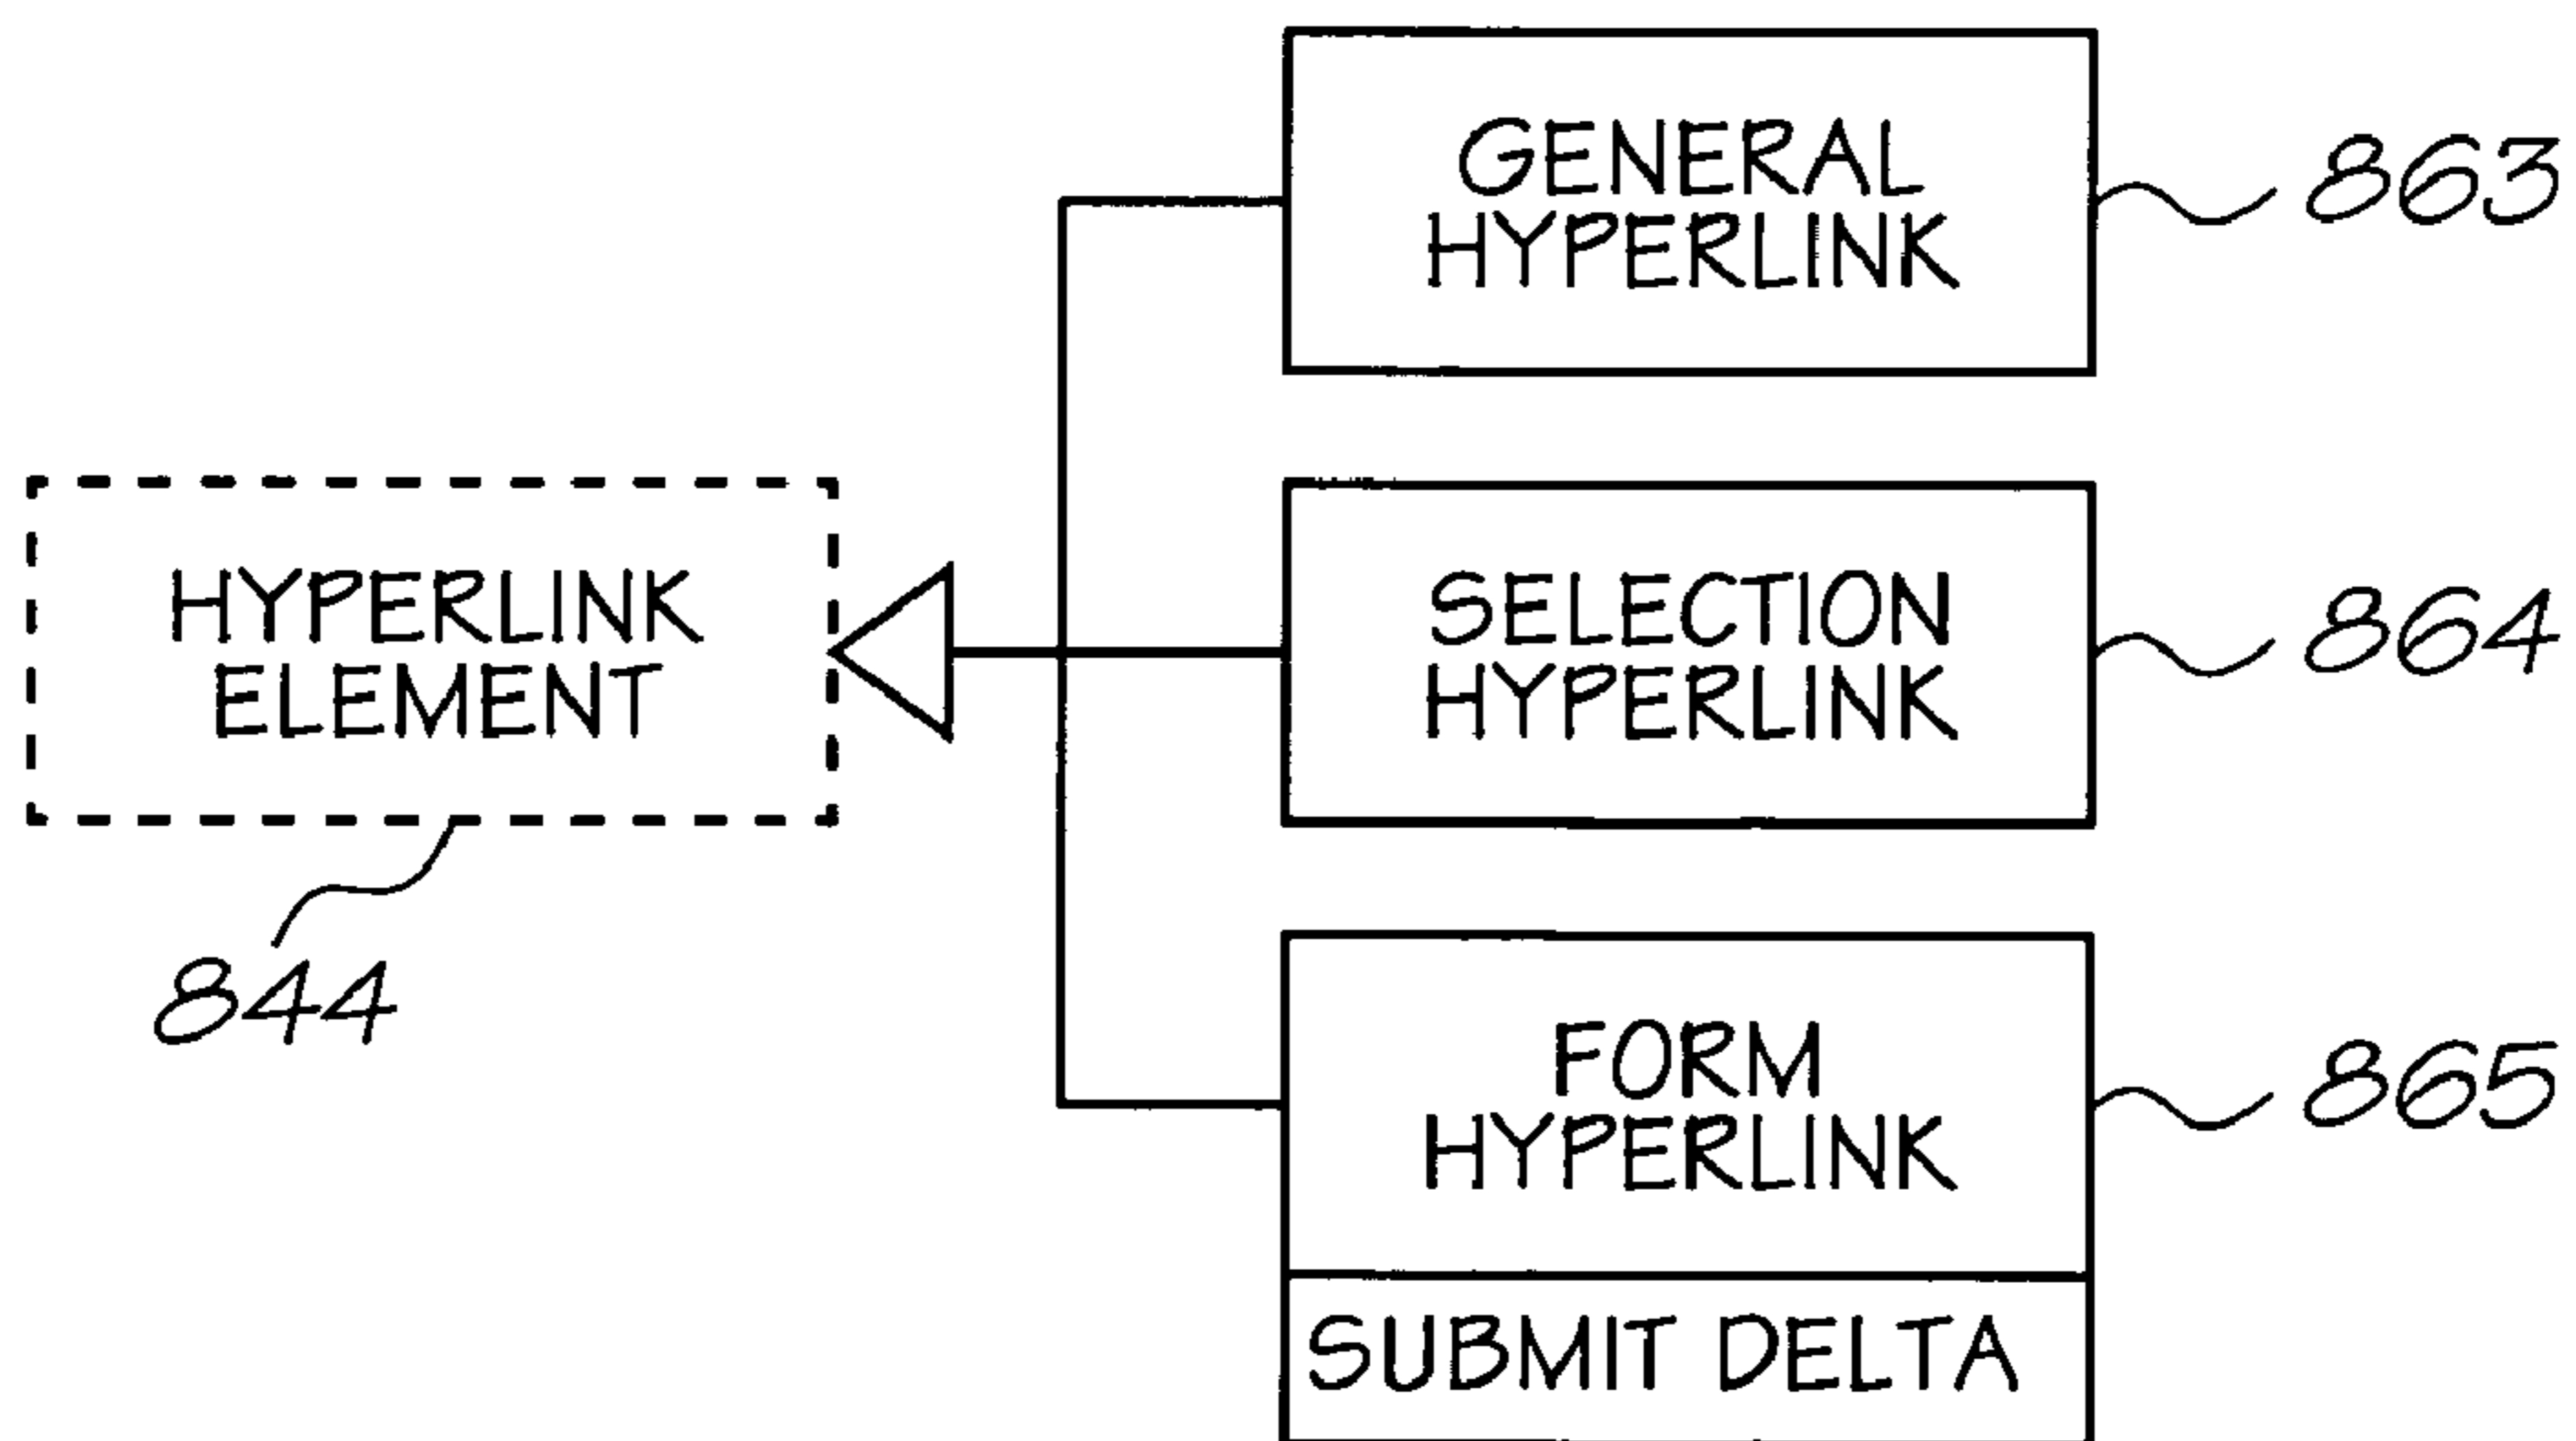 GENERAL
HYPERLINK
863
HYPERLINK
ELEMENT
844
SELECTION
HYPERLINK
864
FORM
HYPERLINK
865
SUBMIT DELTA